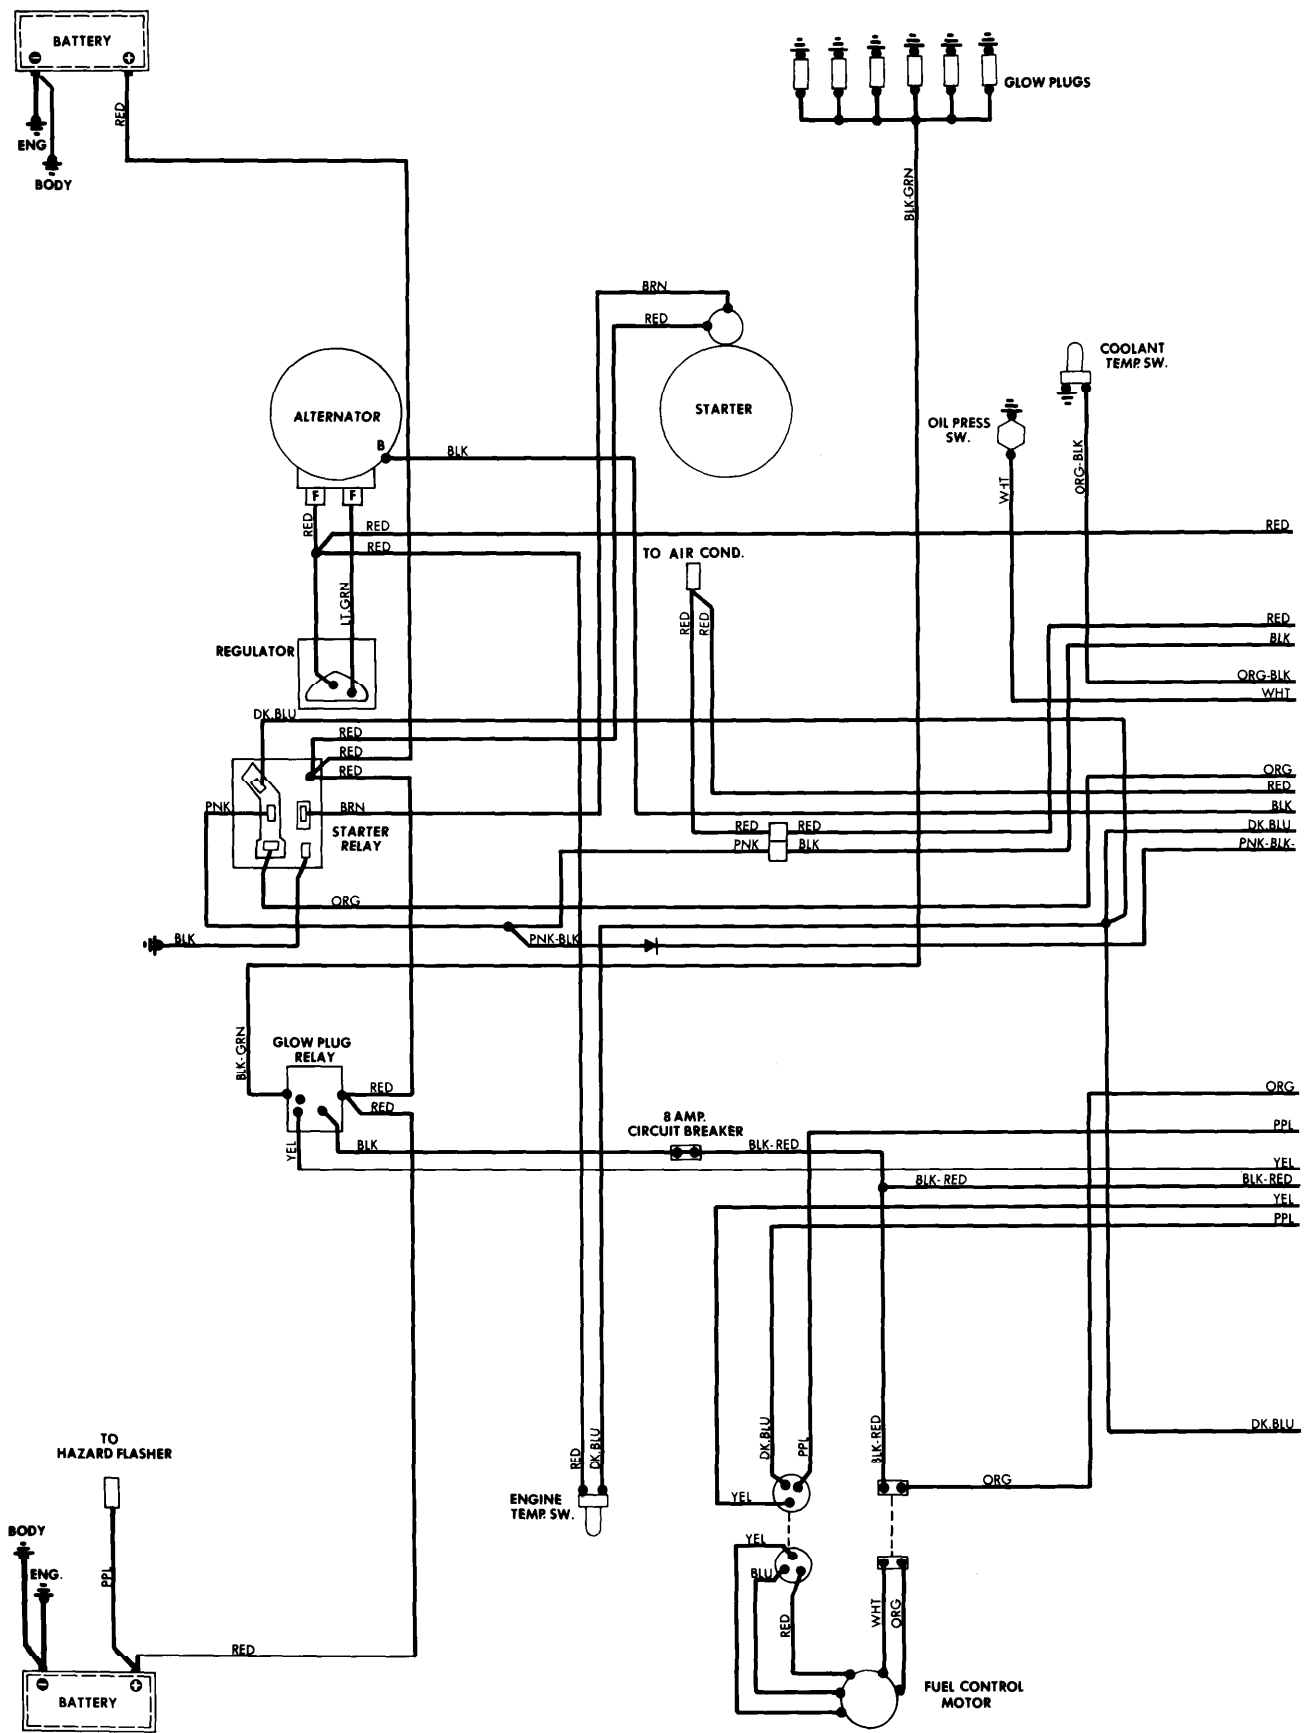 BATTERY
RED
ENG
BODY
GLOW PLUGS
BLK-GRN
BRN
RED
STARTER
ALTERNATOR
B
BLK
F
F
COOLANT
TEMP. SW.
OIL PRESS
SW.
WHT
ORG-BLK
RED
RED
RED
RED
LT.GRN
TO AIR COND.
RED
RED
REGULATOR
RED
BLK
ORG-BLK
WHT
DK.BLU
RED
RED
RED
PNK
BRN
STARTER
RELAY
ORG
RED
BLK
DK.BLU
PNK-BLK-
RED
RED
PNK
BLK
ORG
BLK
PNK-BLK
BLK-GRN
GLOW PLUG
RELAY
RED
RED
YEL
BLK
8 AMP.
CIRCUIT BREAKER
BLK-RED
BLK-RED
ORG
PPL
YEL
BLK-RED
YEL
PPL
DK.BLU
TO
HAZARD FLASHER
RED
DK.BLU
ENGINE
TEMP. SW.
DK.BLU
PPL
BLK-RED
YEL
ORG
YEL
BLU
RED
WHT
ORG
FUEL CONTROL
MOTOR
BODY
ENG.
PPL
RED
BATTERY